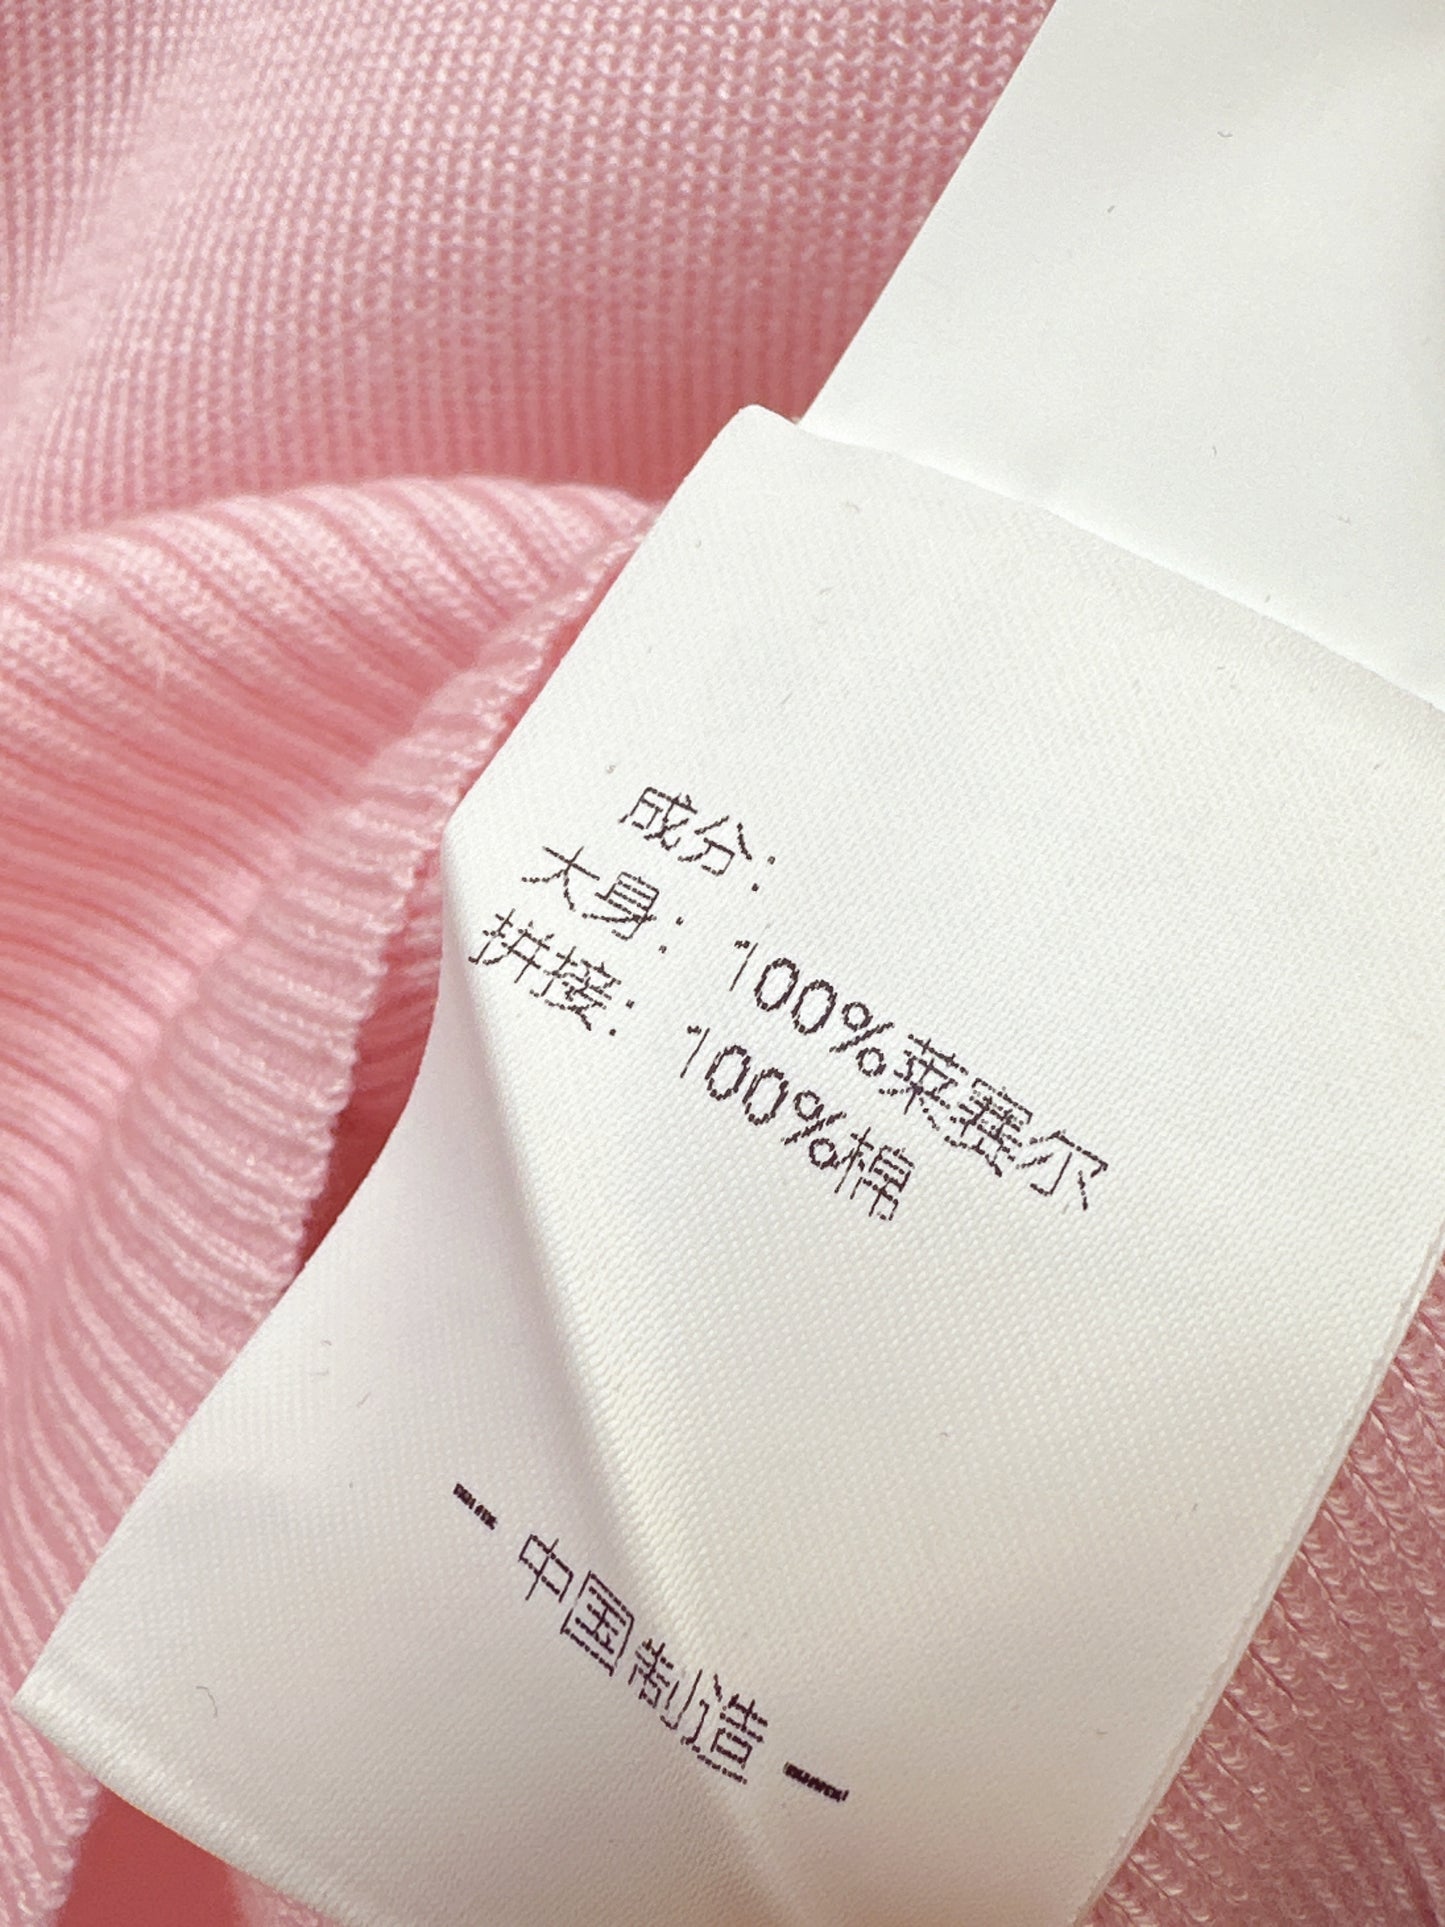 成分：
大身： 100%莱赛尔
拼接： 100%棉
— 中国制造 —